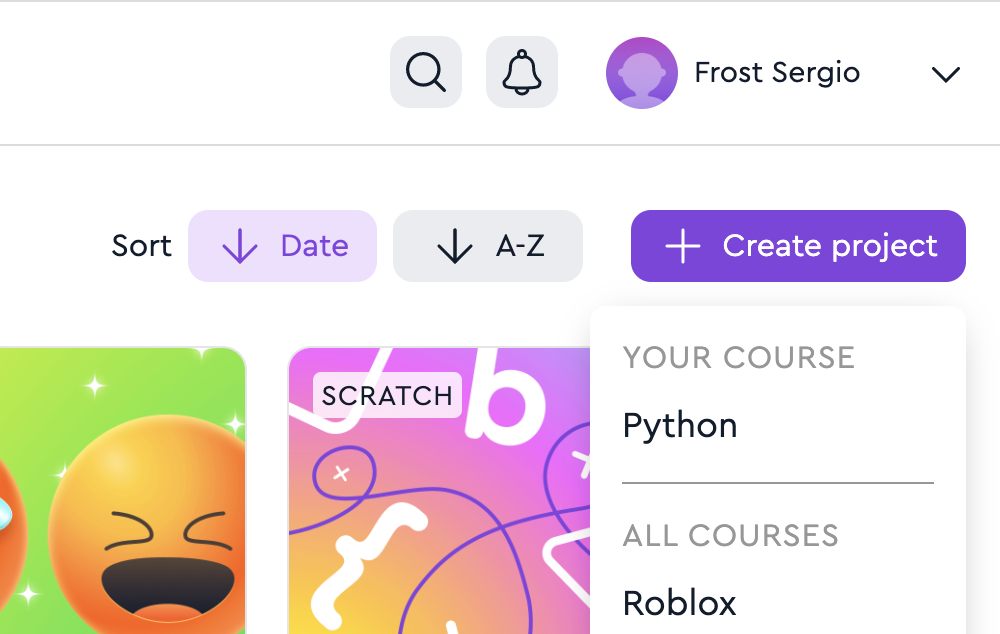 Frost Sergio
Sort
Date
A-Z
Create project
YOUR COURSE
SCRATCH
Python
ALL COURSES
Roblox